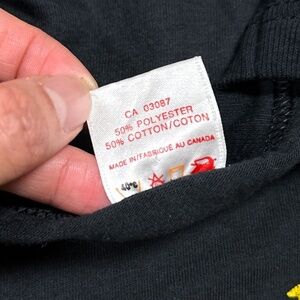 CA 03087
50% POLYESTER
50% COTTON/COTON
MADE IN/FABRIQUÉ AU CANADA
40°C